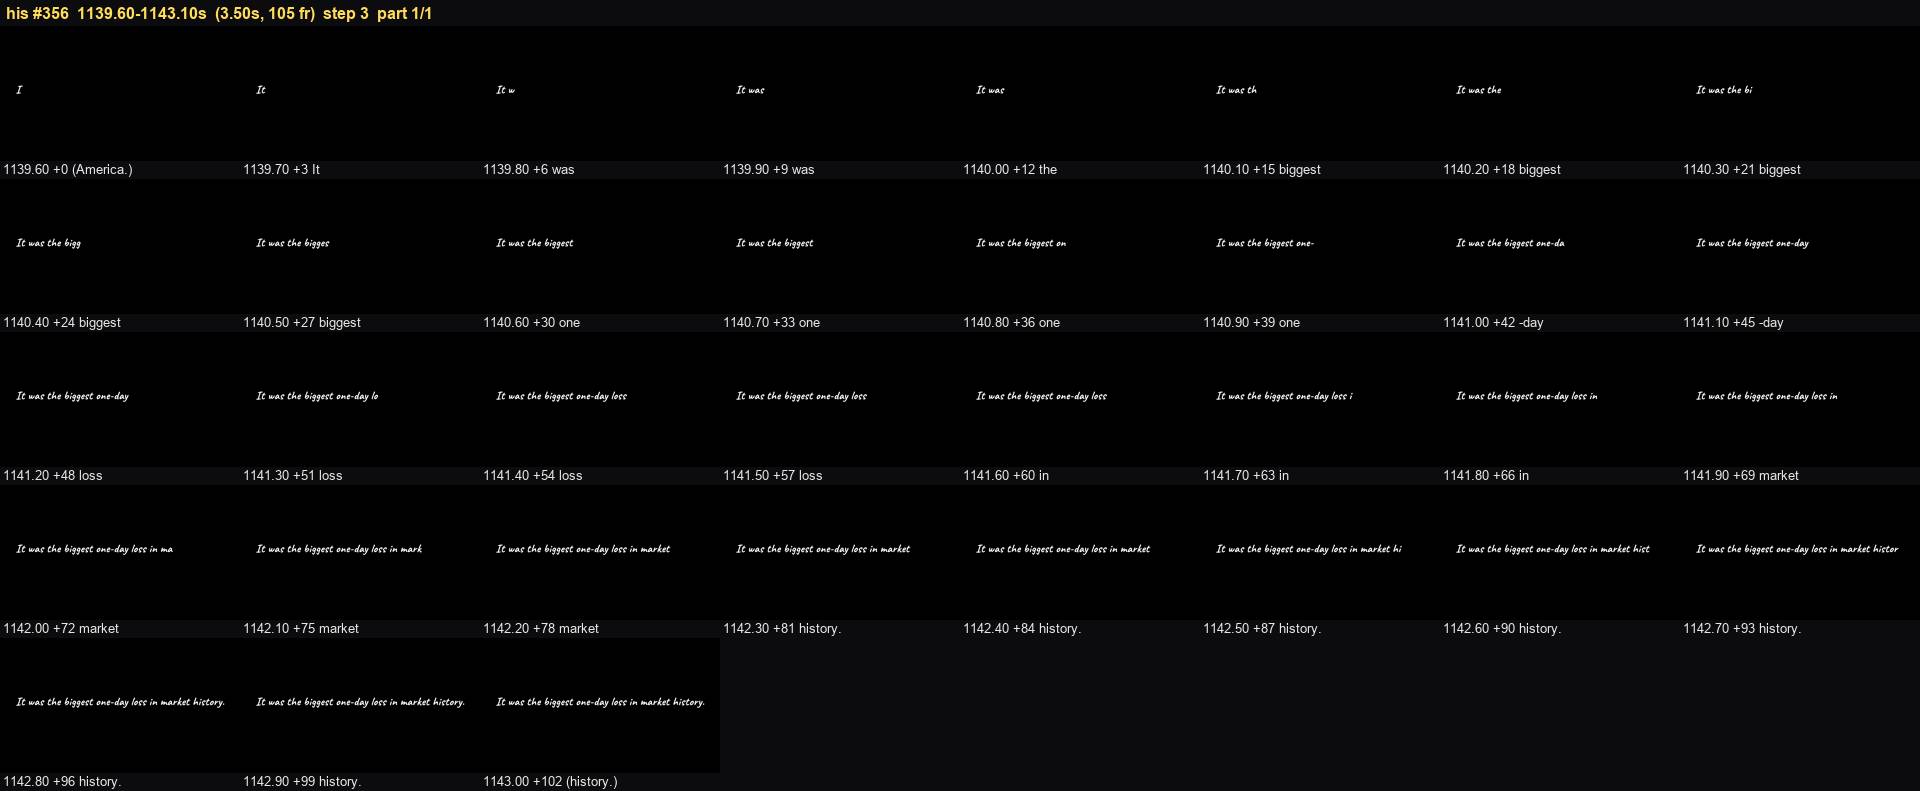 his #356 1139.60-1143.10s (3.50s, 105 fr) step 3 part 1/1
I It It w It was It was It was th It was the It was the bi
1139.60 +0 (America.) 1139.70 +3 It 1139.80 +6 was 1139.90 +9 was 1140.00 +12 the 1140.10 +15 biggest 1140.20 +18 biggest 1140.30 +21 biggest
It was the bigg It was the bigges It was the biggest It was the biggest It was the biggest on It was the biggest one- It was the biggest one-da It was the biggest one-day
1140.40 +24 biggest 1140.50 +27 biggest 1140.60 +30 one 1140.70 +33 one 1140.80 +36 one 1140.90 +39 one 1141.00 +42 -day 1141.10 +45 -day
It was the biggest one-day It was the biggest one-day lo It was the biggest one-day loss It was the biggest one-day loss It was the biggest one-day loss It was the biggest one-day loss i It was the biggest one-day loss in It was the biggest one-day loss in
1141.20 +48 loss 1141.30 +51 loss 1141.40 +54 loss 1141.50 +57 loss 1141.60 +60 in 1141.70 +63 in 1141.80 +66 in 1141.90 +69 market
It was the biggest one-day loss in ma It was the biggest one-day loss in mark It was the biggest one-day loss in market It was the biggest one-day loss in market It was the biggest one-day loss in market It was the biggest one-day loss in market hi It was the biggest one-day loss in market hist It was the biggest one-day loss in market histor
1142.00 +72 market 1142.10 +75 market 1142.20 +78 market 1142.30 +81 history. 1142.40 +84 history. 1142.50 +87 history. 1142.60 +90 history. 1142.70 +93 history.
It was the biggest one-day loss in market history. It was the biggest one-day loss in market history. It was the biggest one-day loss in market history.
1142.80 +96 history. 1142.90 +99 history. 1143.00 +102 (history.)